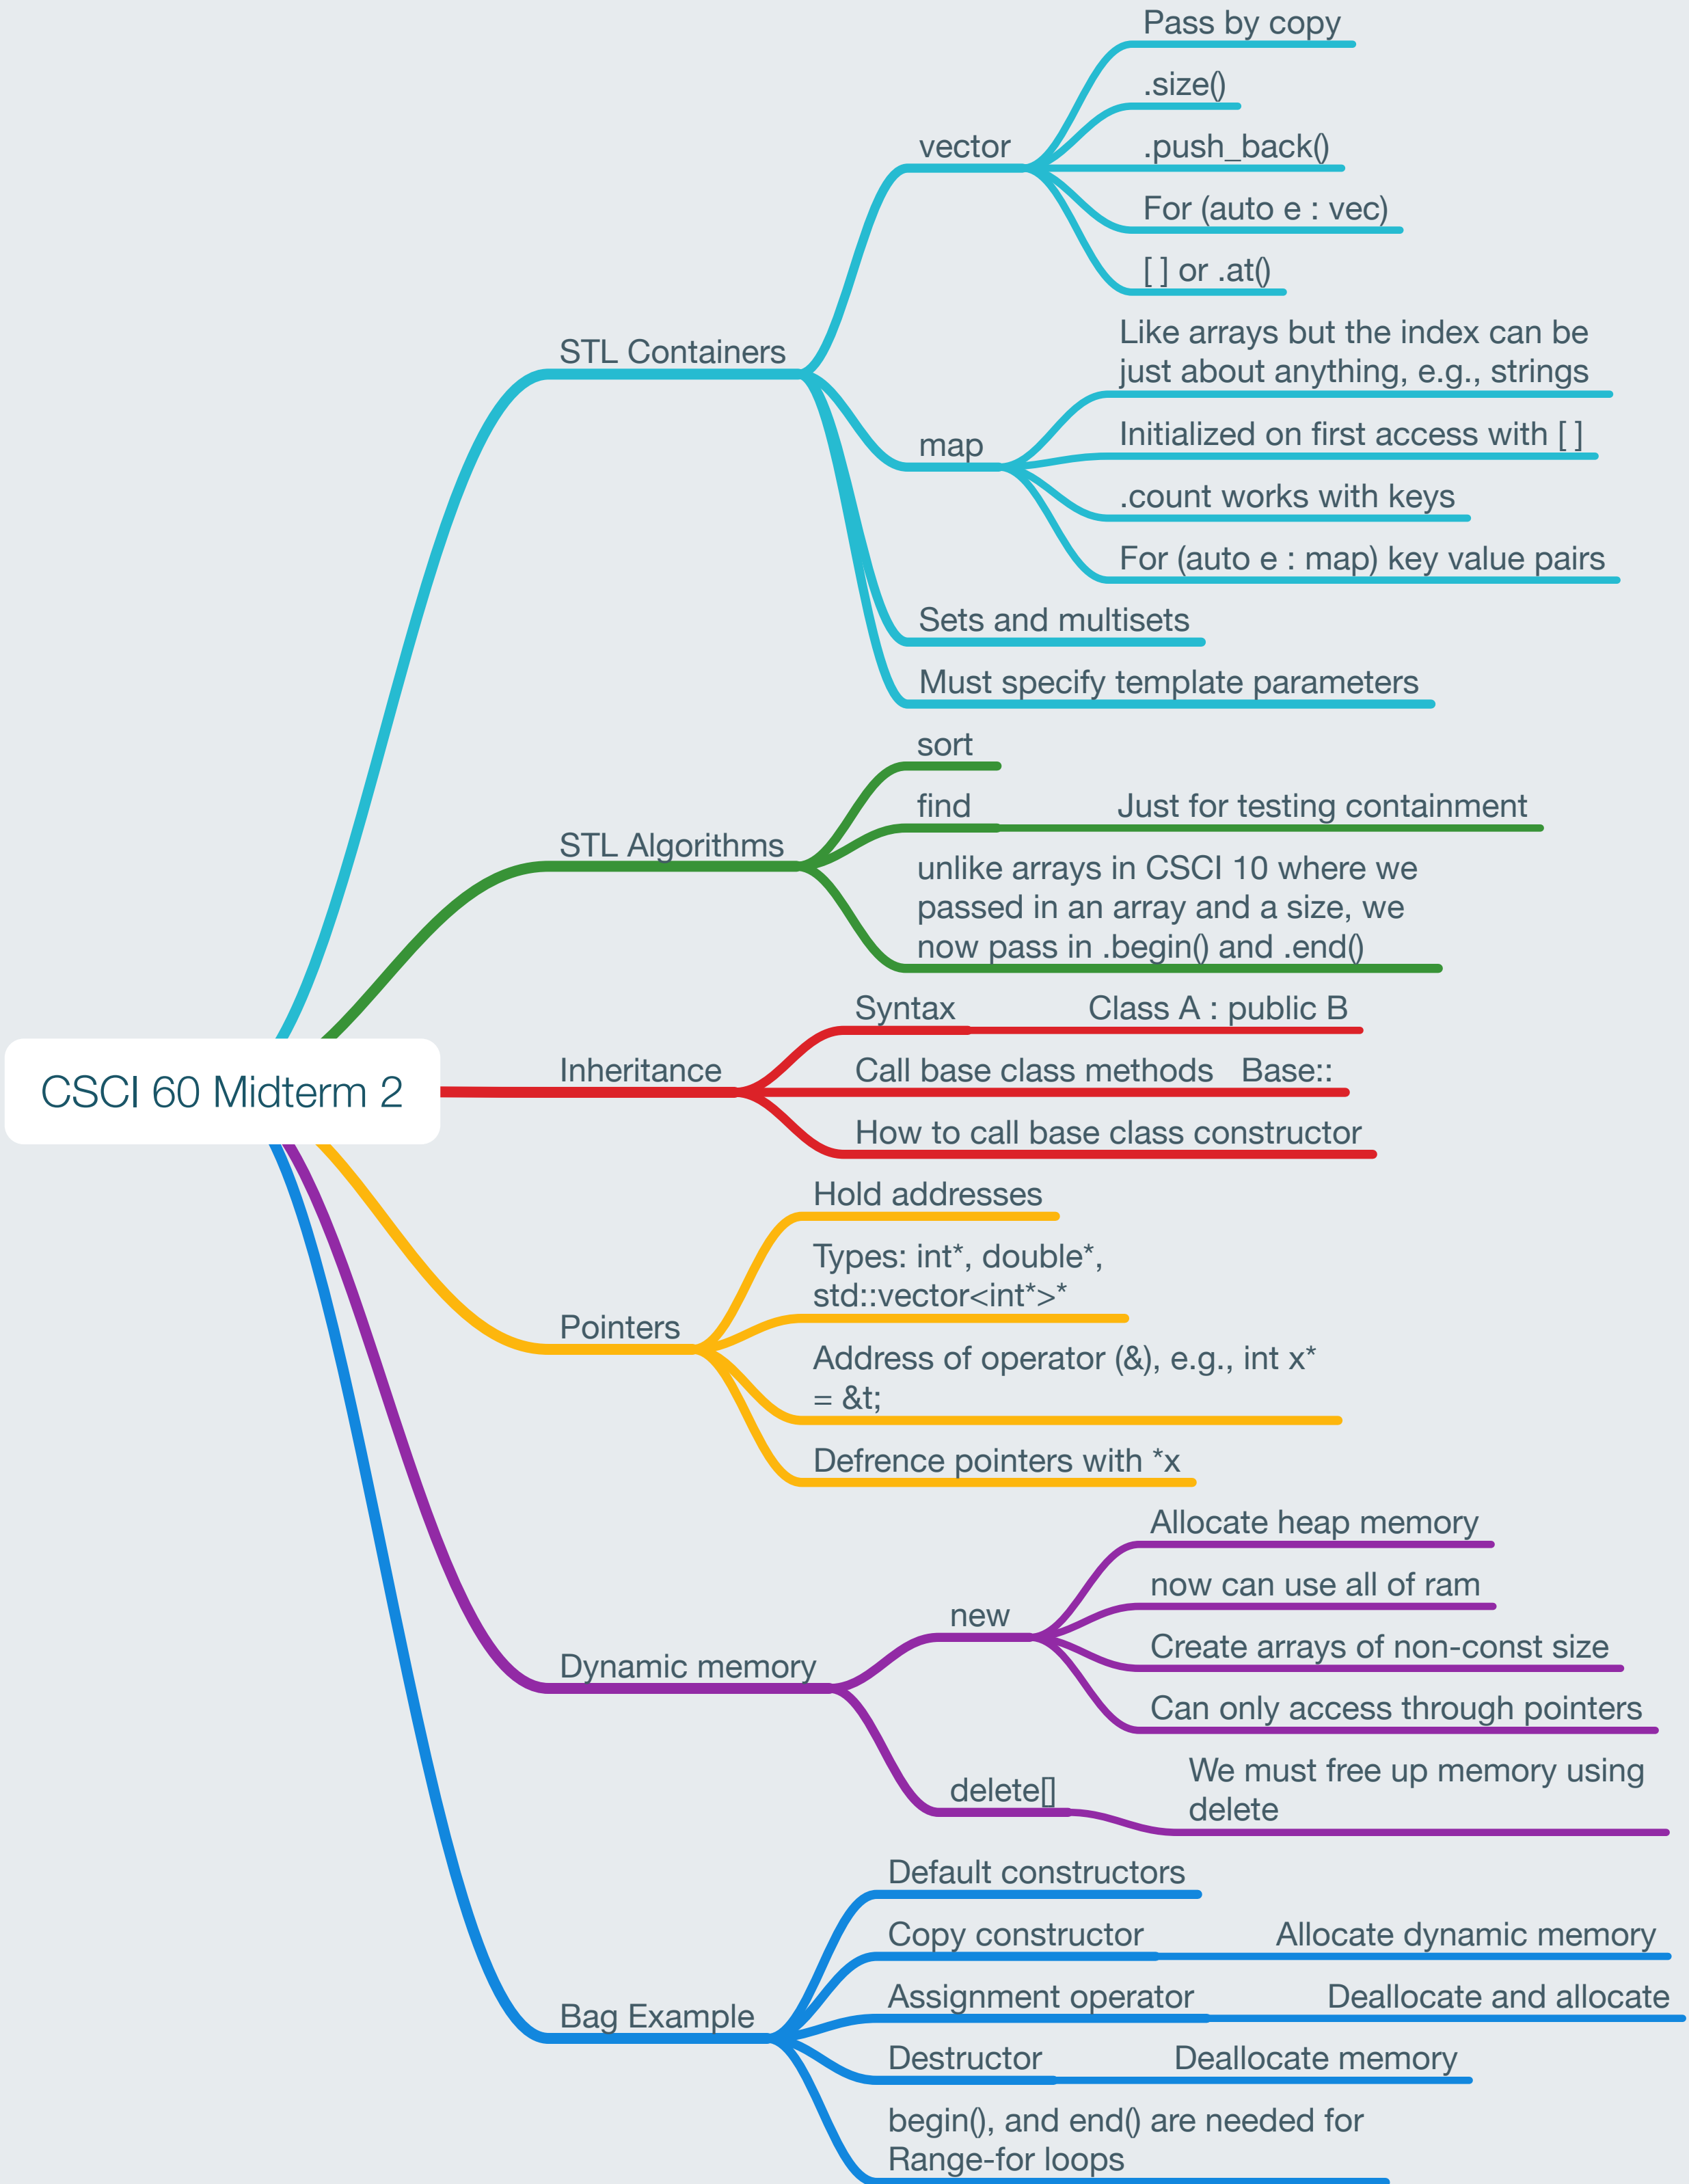 Pass by copy
.size()
vector
.push_back()
For (auto e : vec)
[ ] or .at()
STL Containers
Like arrays but the index can be
just about anything, e.g., strings
map
Initialized on first access with [ ]
.count works with keys
For (auto e : map) key value pairs
Sets and multisets
Must specify template parameters
sort
STL Algorithms
find
Just for testing containment
unlike arrays in CSCI 10 where we
passed in an array and a size, we
now pass in .begin() and .end()
CSCI 60 Midterm 2
Inheritance
Syntax
Class A : public B
Call base class methods Base::
How to call base class constructor
Pointers
Hold addresses
Types: int*, double*,
std::vector<int*>*
Address of operator (&), e.g., int x*
= &t;
Defrence pointers with *x
Dynamic memory
new
Allocate heap memory
now can use all of ram
Create arrays of non-const size
Can only access through pointers
delete[]
We must free up memory using
delete
Bag Example
Default constructors
Copy constructor
Allocate dynamic memory
Assignment operator
Deallocate and allocate
Destructor
Deallocate memory
begin(), and end() are needed for
Range-for loops